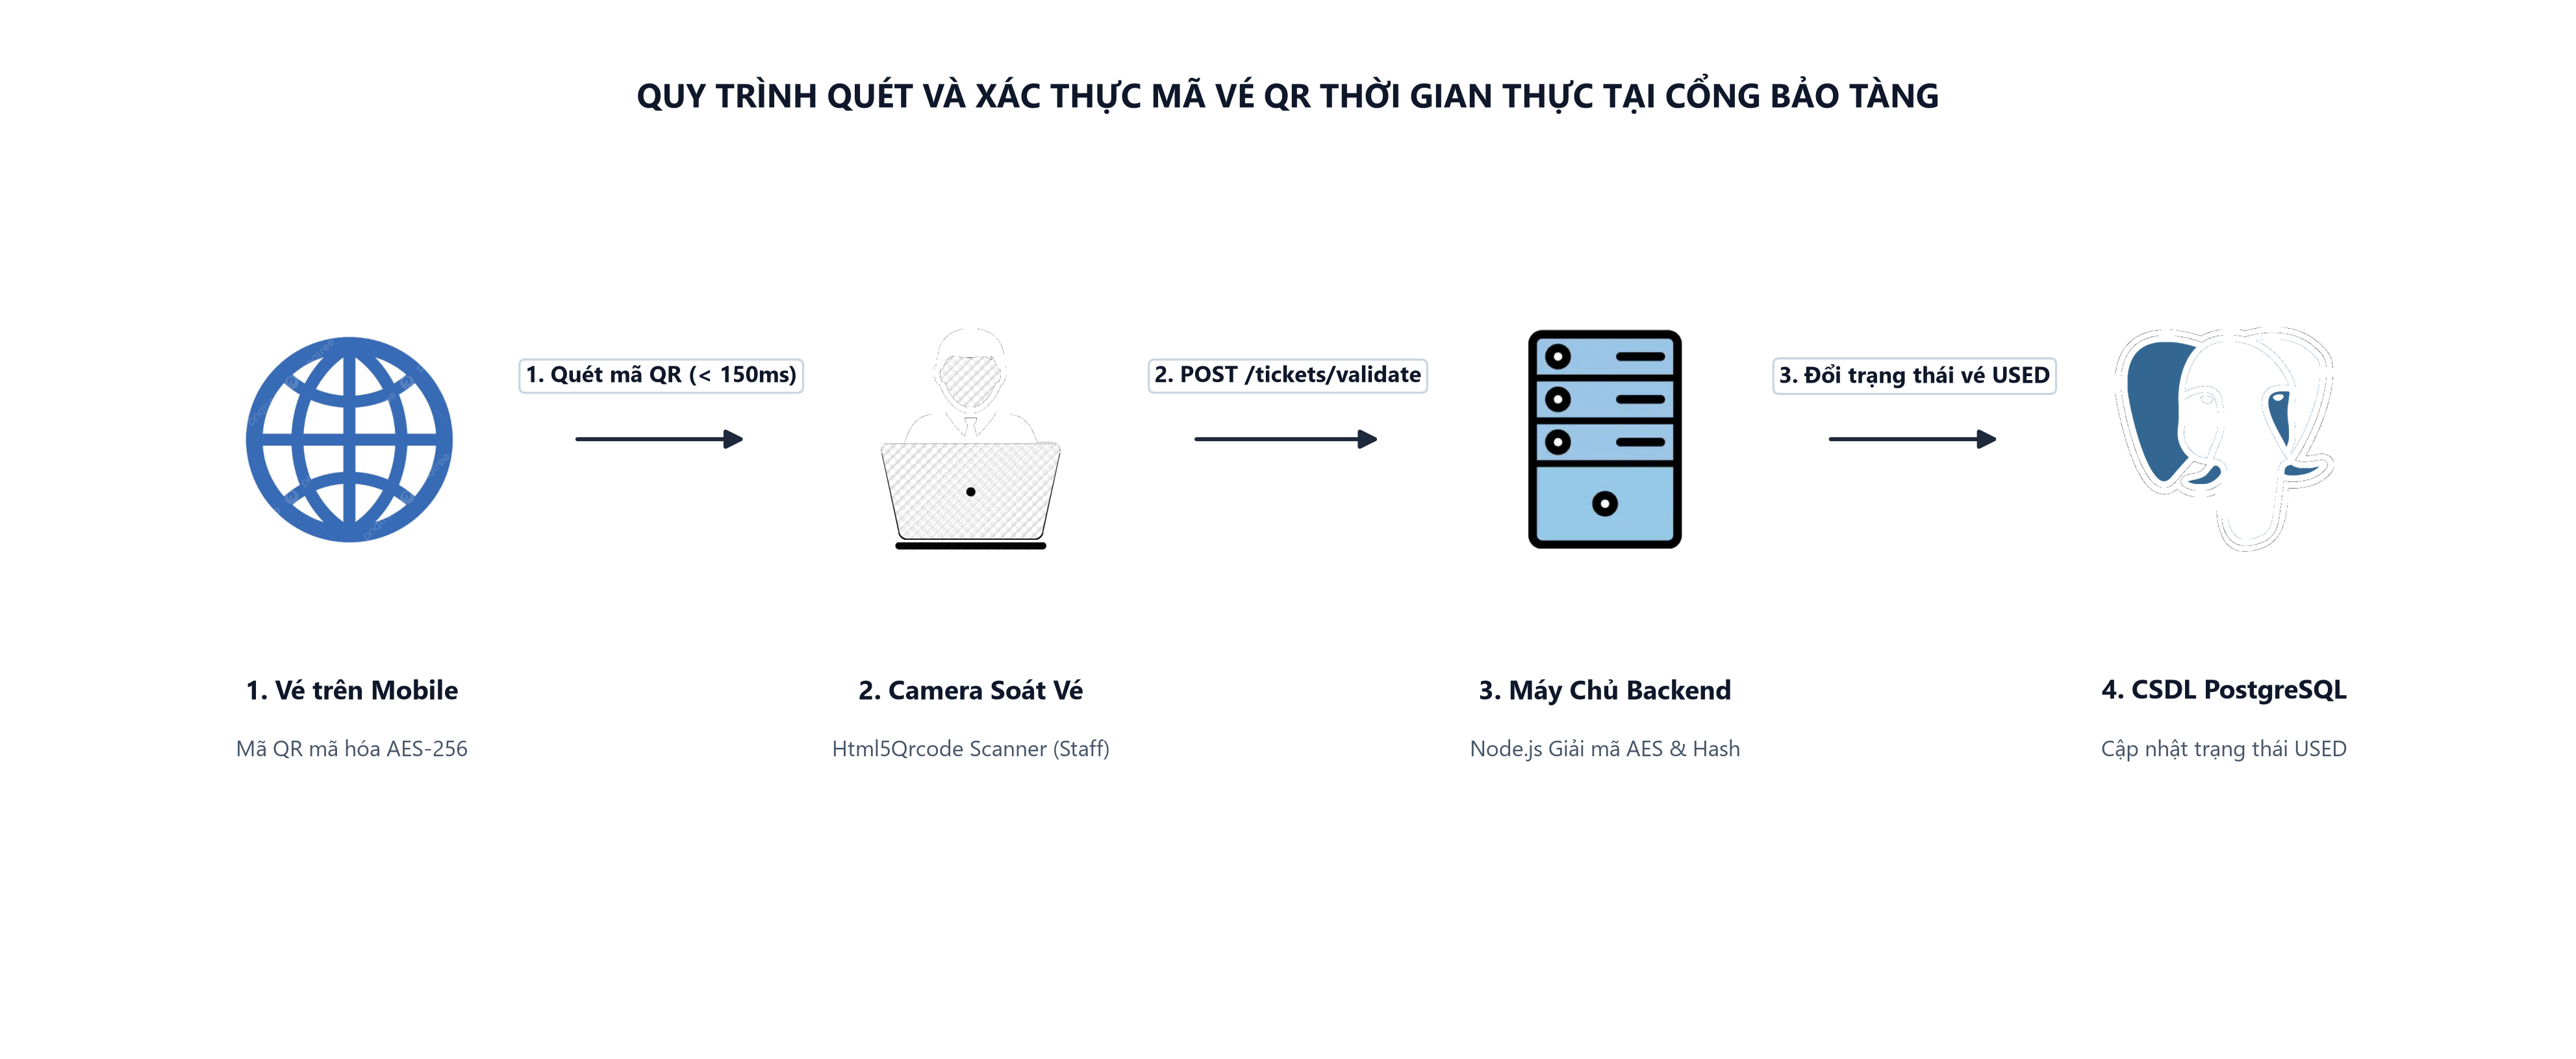 QUY TRÌNH QUÉT VÀ XÁC THỰC MÃ VÉ QR THỜI GIAN THỰC TẠI CỔNG BẢO TÀNG
1. Quét mã QR (< 150ms)
2. POST /tickets/validate
3. Đổi trạng thái vé USED
1. Vé trên Mobile
2. Camera Soát Vé
3. Máy Chủ Backend
4. CSDL PostgreSQL
Mã QR mã hóa AES-256
Html5Qrcode Scanner (Staff)
Node.js Giải mã AES & Hash
Cập nhật trạng thái USED